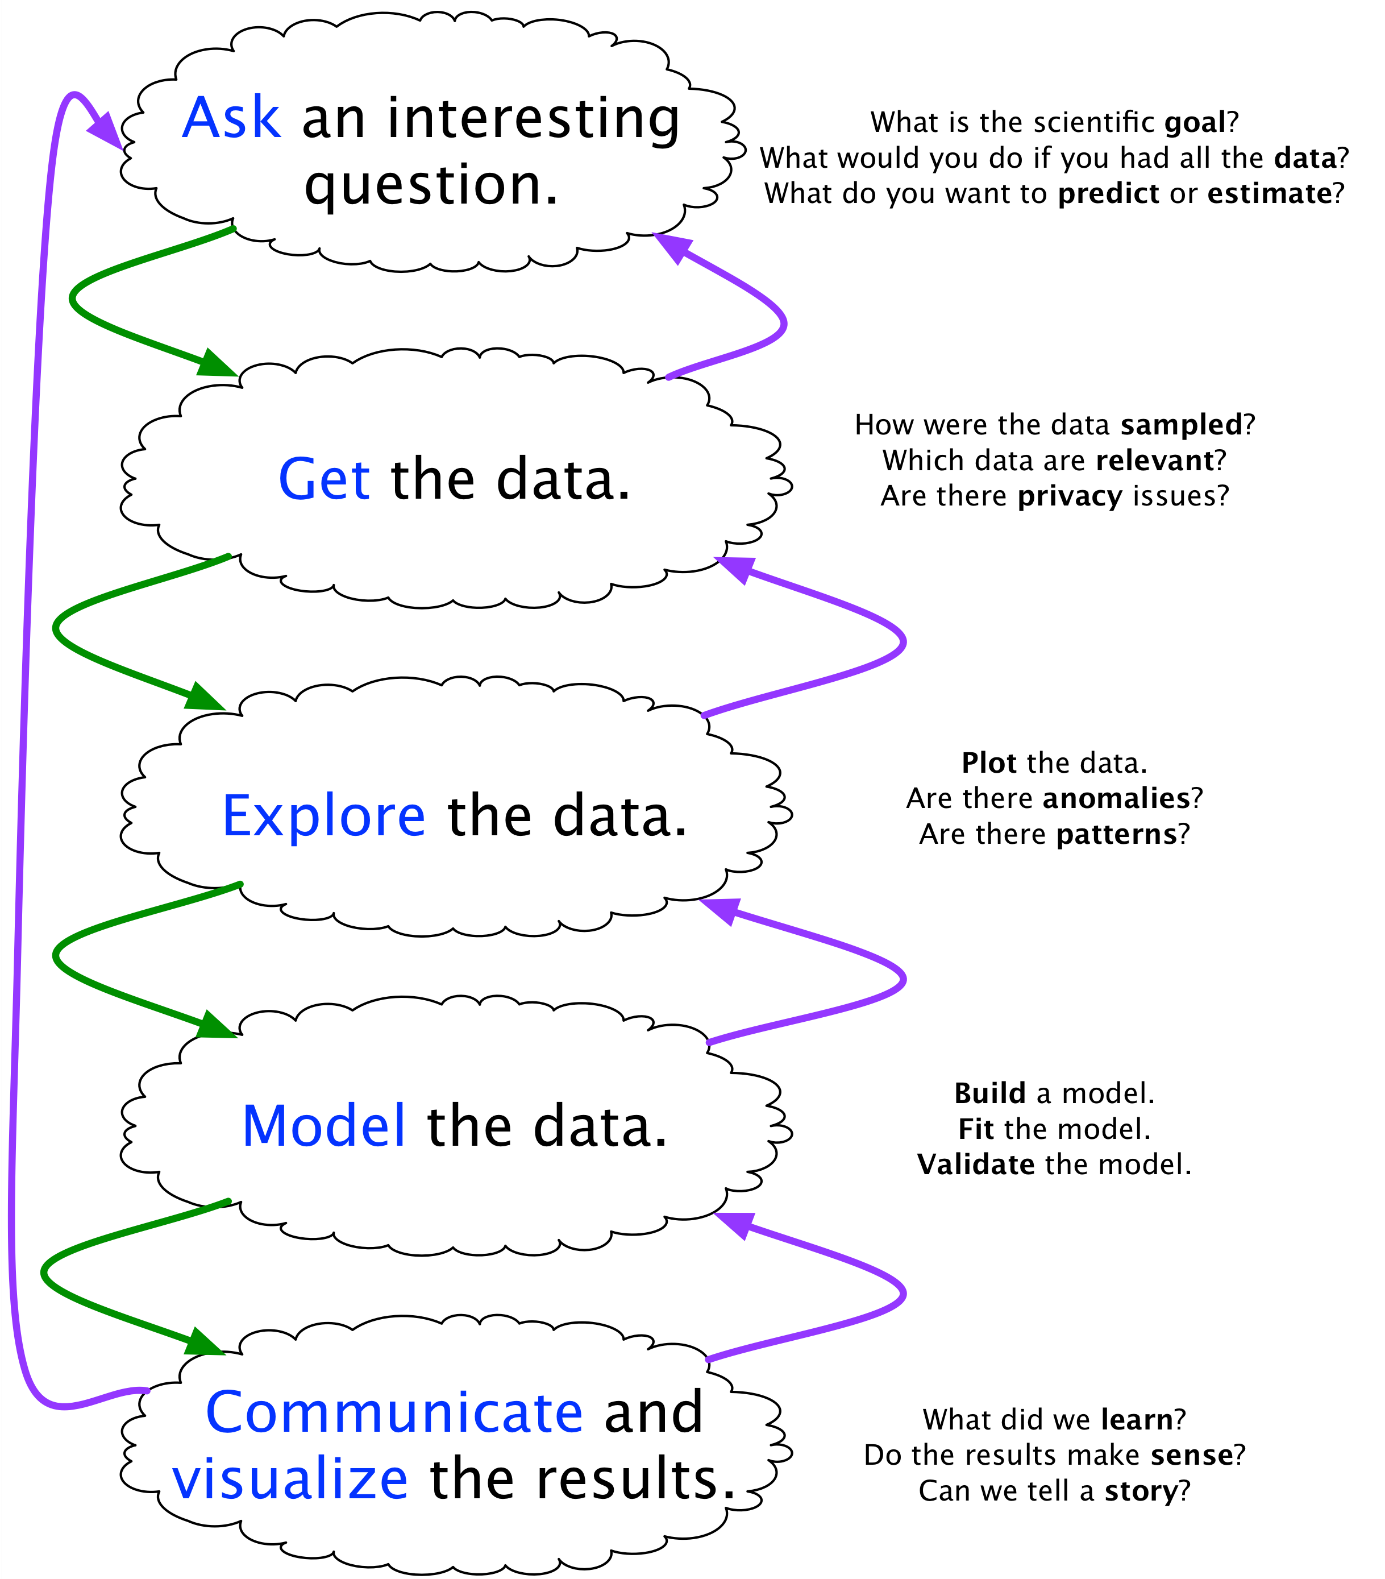 Ask an interesting
question.
What is the scientific goal?
What would you do if you had all the data?
What do you want to predict or estimate?
Get the data.
How were the data sampled?
Which data are relevant?
Are there privacy issues?
Explore the data.
Plot the data.
Are there anomalies?
Are there patterns?
Model the data.
Build a model.
Fit the model.
Validate the model.
Communicate and
visualize the results.
What did we learn?
Do the results make sense?
Can we tell a story?